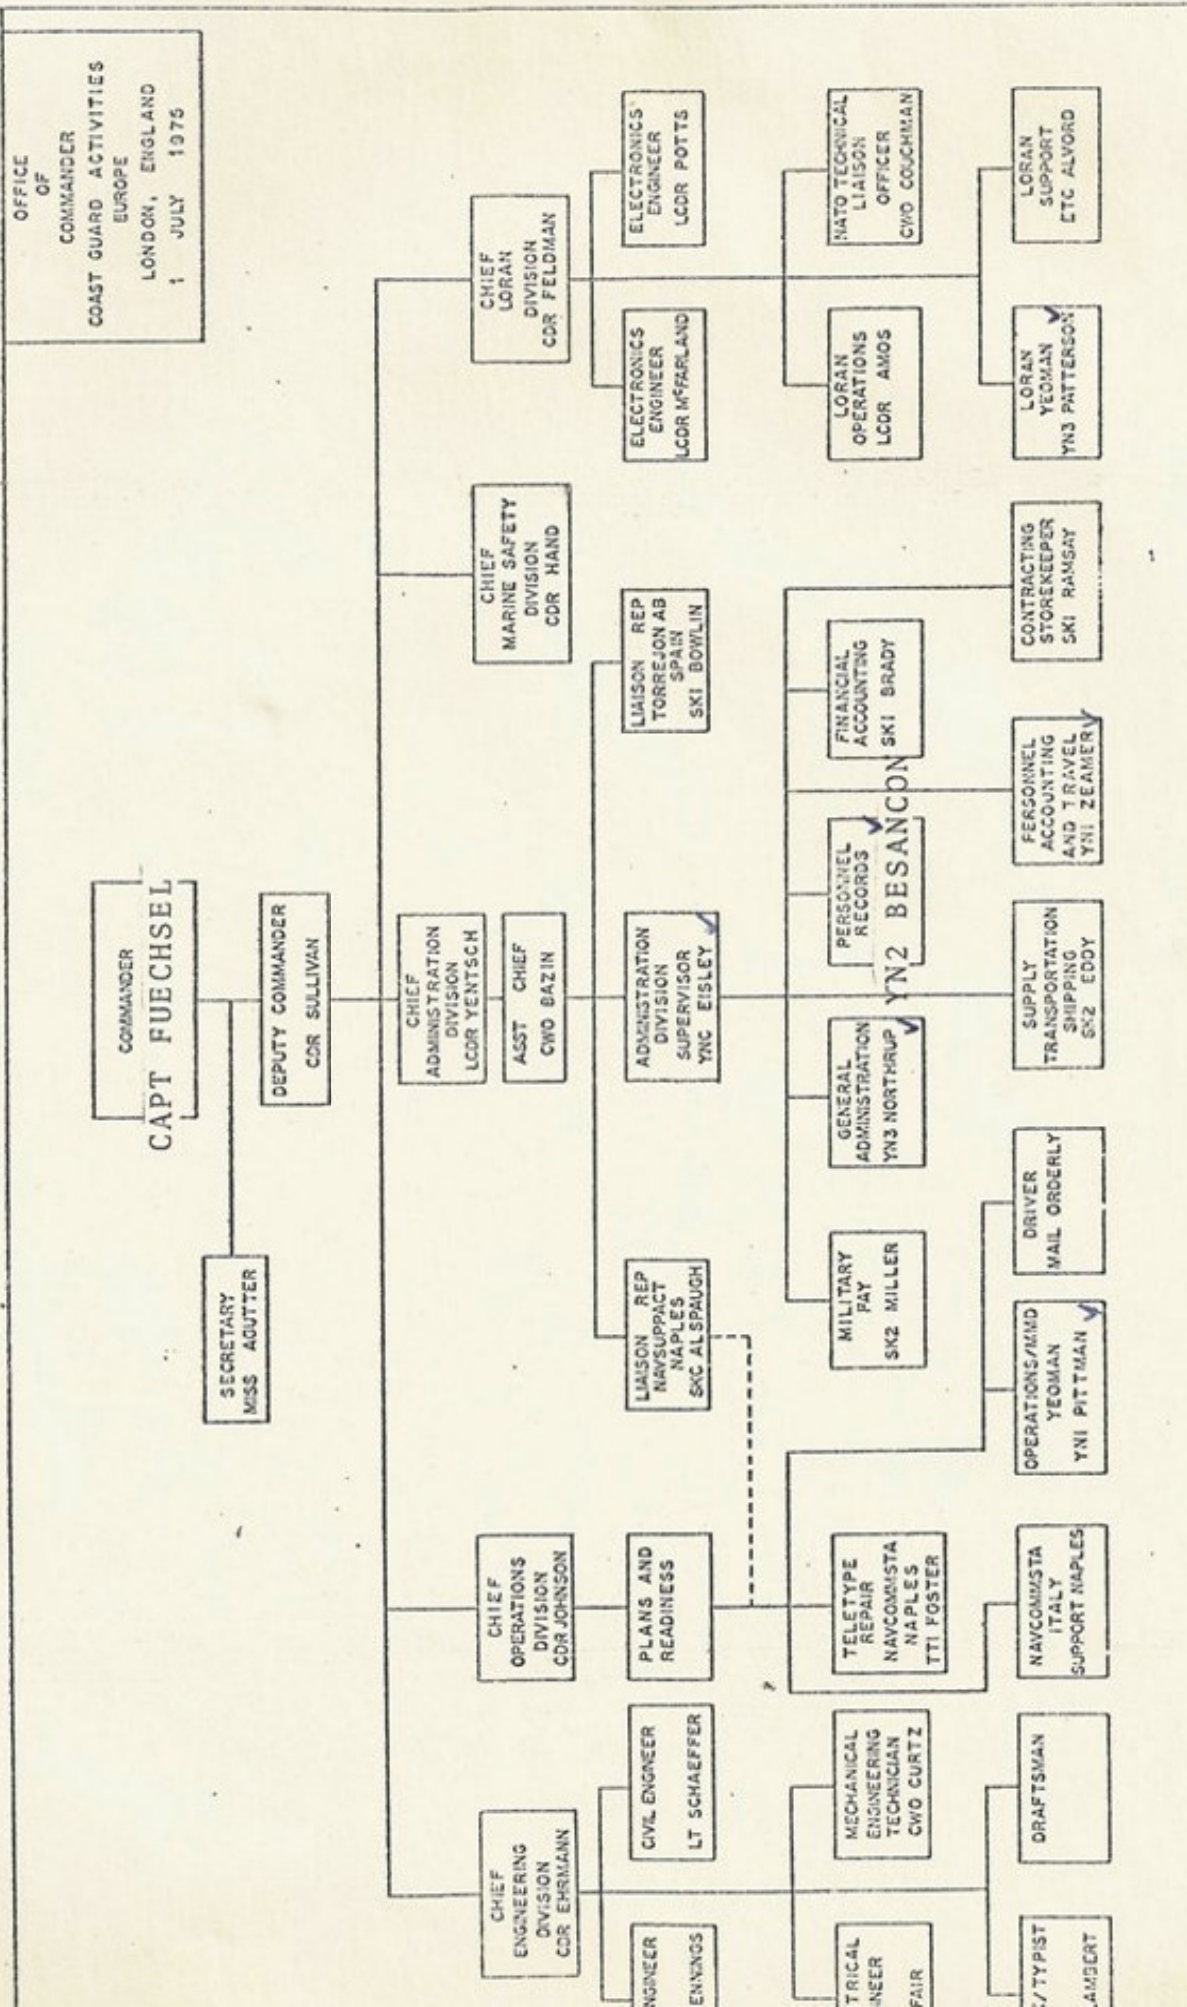 OFFICE
OF
COMMANDER
COAST GUARD ACTIVITIES
EUROPE
LONDON, ENGLAND
1 JULY 1975
COMMANDER
CAPT FUECHSEL
SECRETARY
MISS AGUTTER
DEPUTY COMMANDER
CDR SULLIVAN
CHIEF
ENGINEERING
DIVISION
CDR EHRMANN
CHIEF
OPERATIONS
DIVISION
CDR JOHNSON
CHIEF
ADMINISTRATION
DIVISION
LCDR YENTSCH
ASST CHIEF
CWO BAZIN
CHIEF
MARINE SAFETY
DIVISION
CDR HAND
CHIEF
LORAN
DIVISION
CDR FELDMAN
NGINEER
ENNINGS
CIVIL ENGINEER
LT SCHAEFFER
PLANS AND
READINESS
LIAISON REP
NAVSUPPACT
NAPLES
SKC ALSPAUGH
ADMINISTRATION
DIVISION
SUPERVISOR
YNC EISLEY
LIAISON REP
TORREJON AB
SPAIN
SK1 BOWLIN
ELECTRONICS
ENGINEER
LCDR McFARLAND
ELECTRONICS
ENGINEER
LCDR POTTS
TRICAL
NEER
FAIR
MECHANICAL
ENGINEERING
TECHNICIAN
CWO CURTZ
TELETYPE
REPAIR
NAVCOMMSTA
NAPLES
TT1 FOSTER
MILITARY
PAY
SK2 MILLER
GENERAL
ADMINISTRATION
YN3 NORTHRUP
PERSONNEL
RECORDS
YN2 BESANCON
FINANCIAL
ACCOUNTING
SK1 BRADY
LORAN
OPERATIONS
LCDR AMOS
NATO TECHNICAL
LIAISON
OFFICER
CWO COUCHMAN
/TYPIST
AMBERT
DRAFTSMAN
NAVCOMMSTA
ITALY
SUPPORT NAPLES
OPERATIONS/MMD
YEOMAN
YN1 PITTMAN
DRIVER
MAIL ORDERLY
SUPPLY
TRANSPORTATION
SHIPPING
SK2 EDDY
PERSONNEL
ACCOUNTING
AND TRAVEL
YN1 ZEAMER
CONTRACTING
STOREKEEPER
SK1 RAMSAY
LORAN
YEOMAN
YN3 PATTERSON
LORAN
SUPPORT
ETC ALVORD